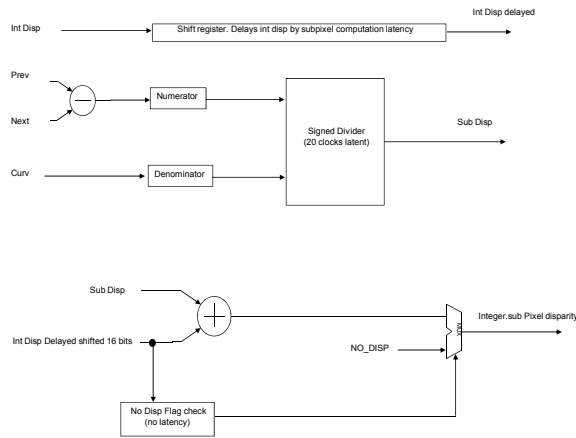 Int Disp delayed
Int Disp
Shift register. Delays int disp by subpixel computation latency
Prev
Next
Numerator
Signed Divider
(20 clocks latent)
Sub Disp
Curv
Denominator
Sub Disp
Int Disp Delayed shifted 16 bits
NO_DISP
MUX
Integer.sub Pixel disparity
No Disp Flag check
(no latency)